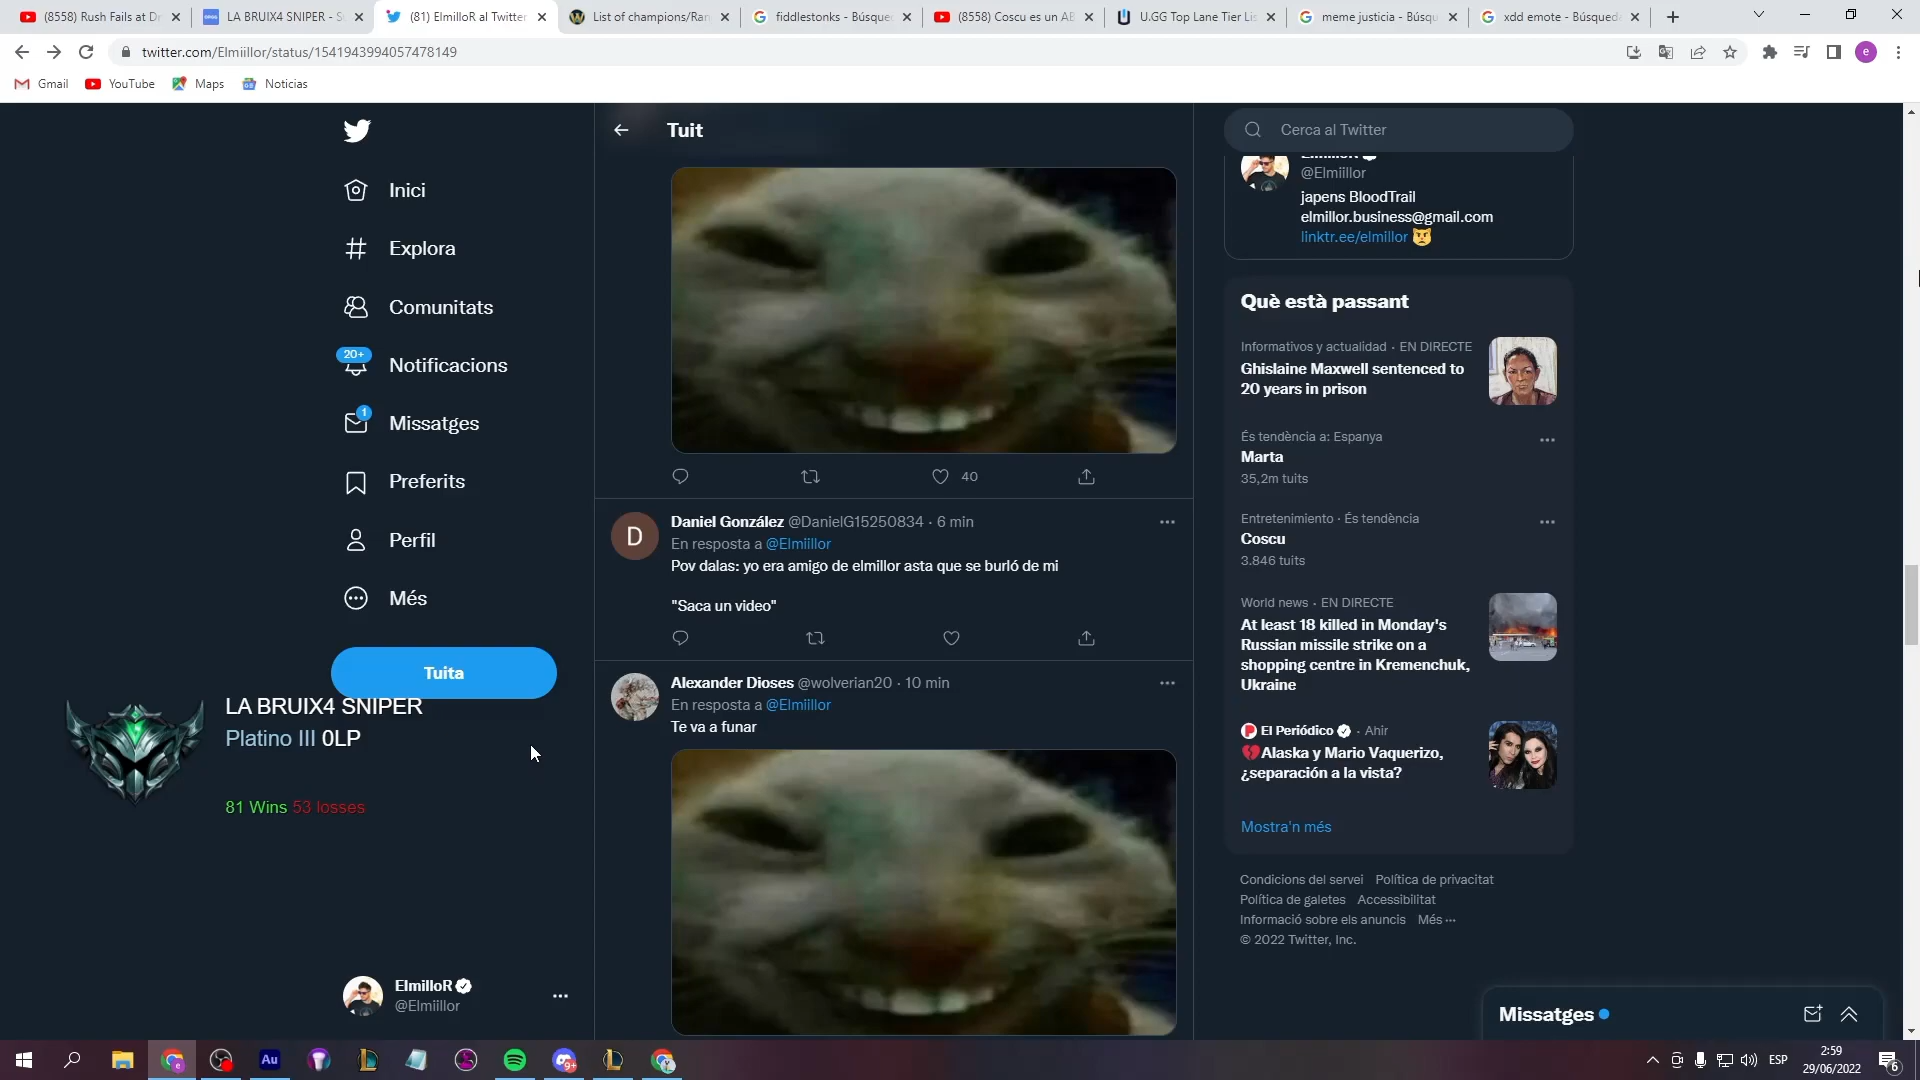 (8558) Rush Fails at Dr
LA BRUIX4 SNIPER - S
(81) ElmilloR al Twitter
List of champions/Ran
fiddlestonks - Búsque
(8558) Coscu es un AB
U.GG Top Lane Tier Lis
meme justicia - Búsqu
xdd emote - Búsqued
twitter.com/Elmiillor/status/1541943994057478149
e
Gmail
YouTube
Maps
Noticias
Inici
Explora
Comunitats
20+
Notificacions
1
Missatges
Preferits
Perfil
Més
Tuita
LA BRUIX4 SNIPER
Platino III 0LP
81 Wins 53 losses
ElmilloR
@Elmiillor
Tuit
40
D
Daniel González @DanielG15250834 · 6 min
En resposta a @Elmiillor
Pov dalas: yo era amigo de elmillor asta que se burló de mi
"Saca un video"
Alexander Dioses @wolverian20 · 10 min
En resposta a @Elmiillor
Te va a funar
Cerca al Twitter
@Elmiillor
japens BloodTrail
elmillor.business@gmail.com
linktr.ee/elmillor
Què està passant
Informativos y actualidad · EN DIRECTE
Ghislaine Maxwell sentenced to
20 years in prison
És tendència a: Espanya
Marta
35,2m tuits
Entretenimiento · És tendència
Coscu
3.846 tuits
World news · EN DIRECTE
At least 18 killed in Monday's
Russian missile strike on a
shopping centre in Kremenchuk,
Ukraine
El Periódico · Ahir
Alaska y Mario Vaquerizo,
¿separación a la vista?
Mostra'n més
Condicions del servei Política de privacitat
Política de galetes Accessibilitat
Informació sobre els anuncis Més
© 2022 Twitter, Inc.
Missatges
Au
9+
ESP
2:59
29/06/2022
6